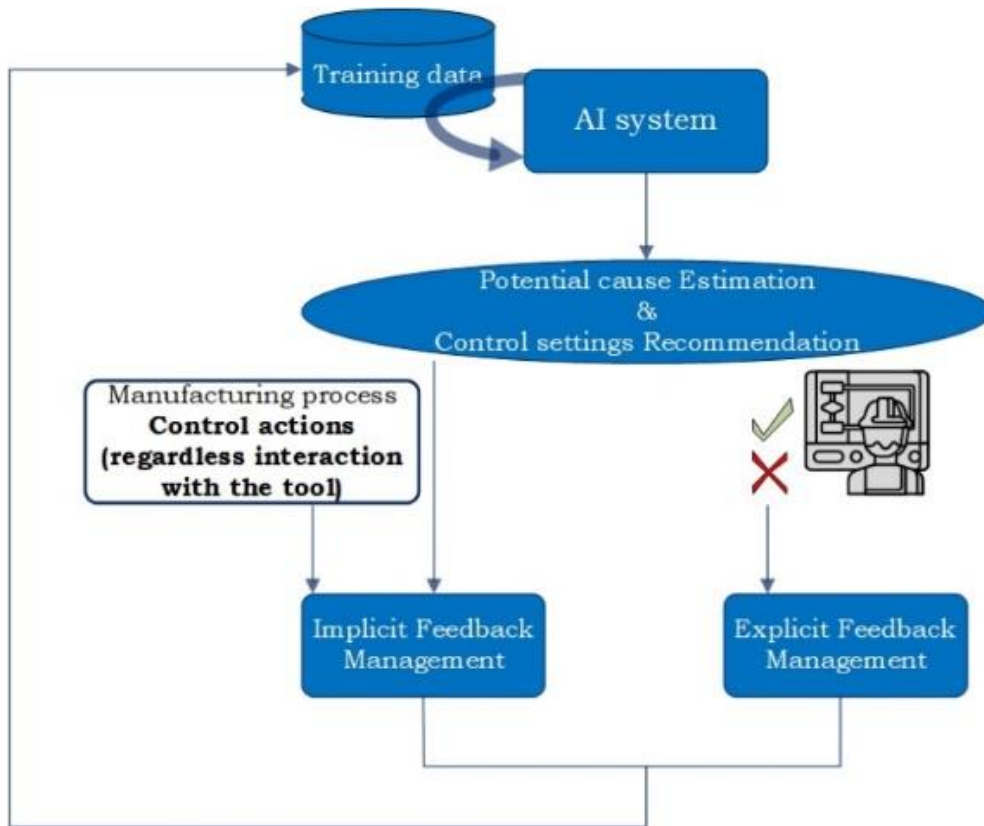 Training data
AI system
Potential cause Estimation
&
Control settings Recommendation
Manufacturing process
Control actions
(regardless interaction
with the tool)
Implicit Feedback
Management
Explicit Feedback
Management